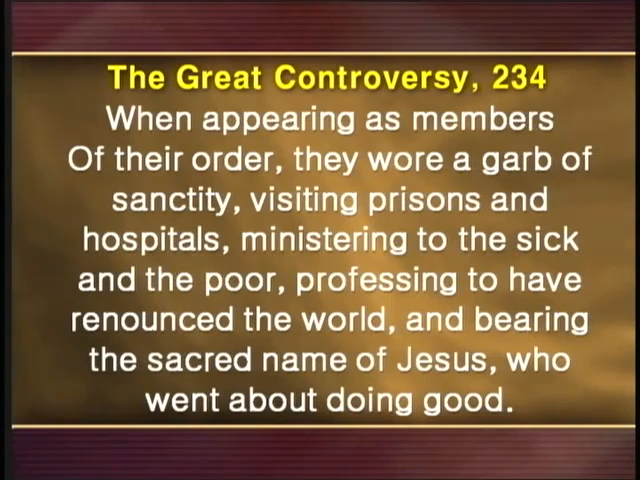 The Great Controversy, 234
When appearing as members
Of their order, they wore a garb of
sanctity, visiting prisons and
hospitals, ministering to the sick
and the poor, professing to have
renounced the world, and bearing
the sacred name of Jesus, who
went about doing good.